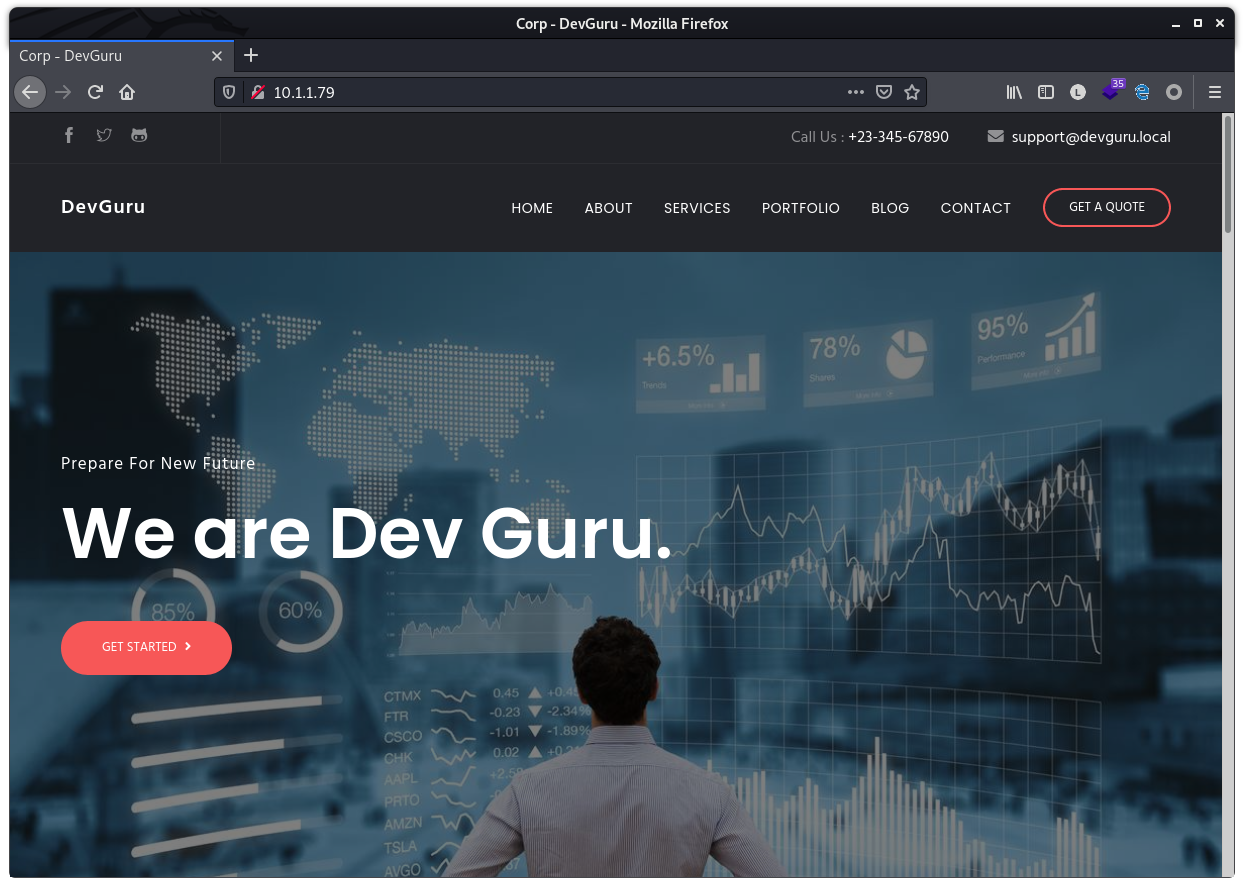 Corp - DevGuru - Mozilla Firefox
Corp - DevGuru
10.1.1.79
35
L
Call Us : +23-345-67890
support@devguru.local
DevGuru
HOME
ABOUT
SERVICES
PORTFOLIO
BLOG
CONTACT
GET A QUOTE
+6.5%
Trends
78%
Shares
95%
Performance
Prepare For New Future
We are Dev Guru.
85%
60%
GET STARTED
CTMX 0.45
FTR -0.23 -2.34%
CSCO -1.01 -1.89%
CHK 0.02
AAPL
PRTO
AMZN
TSLA
AVGO